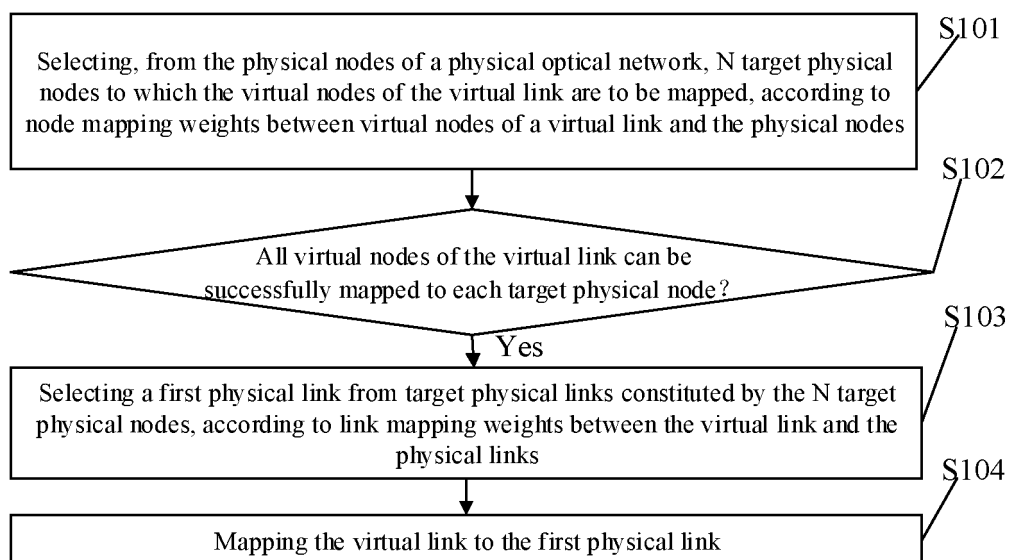 S101
Selecting, from the physical nodes of a physical optical network, N target physical
nodes to which the virtual nodes of the virtual link are to be mapped, according to
node mapping weights between virtual nodes of a virtual link and the physical nodes
S102
All virtual nodes of the virtual link can be
successfully mapped to each target physical node?
Yes
S103
Selecting a first physical link from target physical links constituted by the N target
physical nodes, according to link mapping weights between the virtual link and the
physical links
S104
Mapping the virtual link to the first physical link